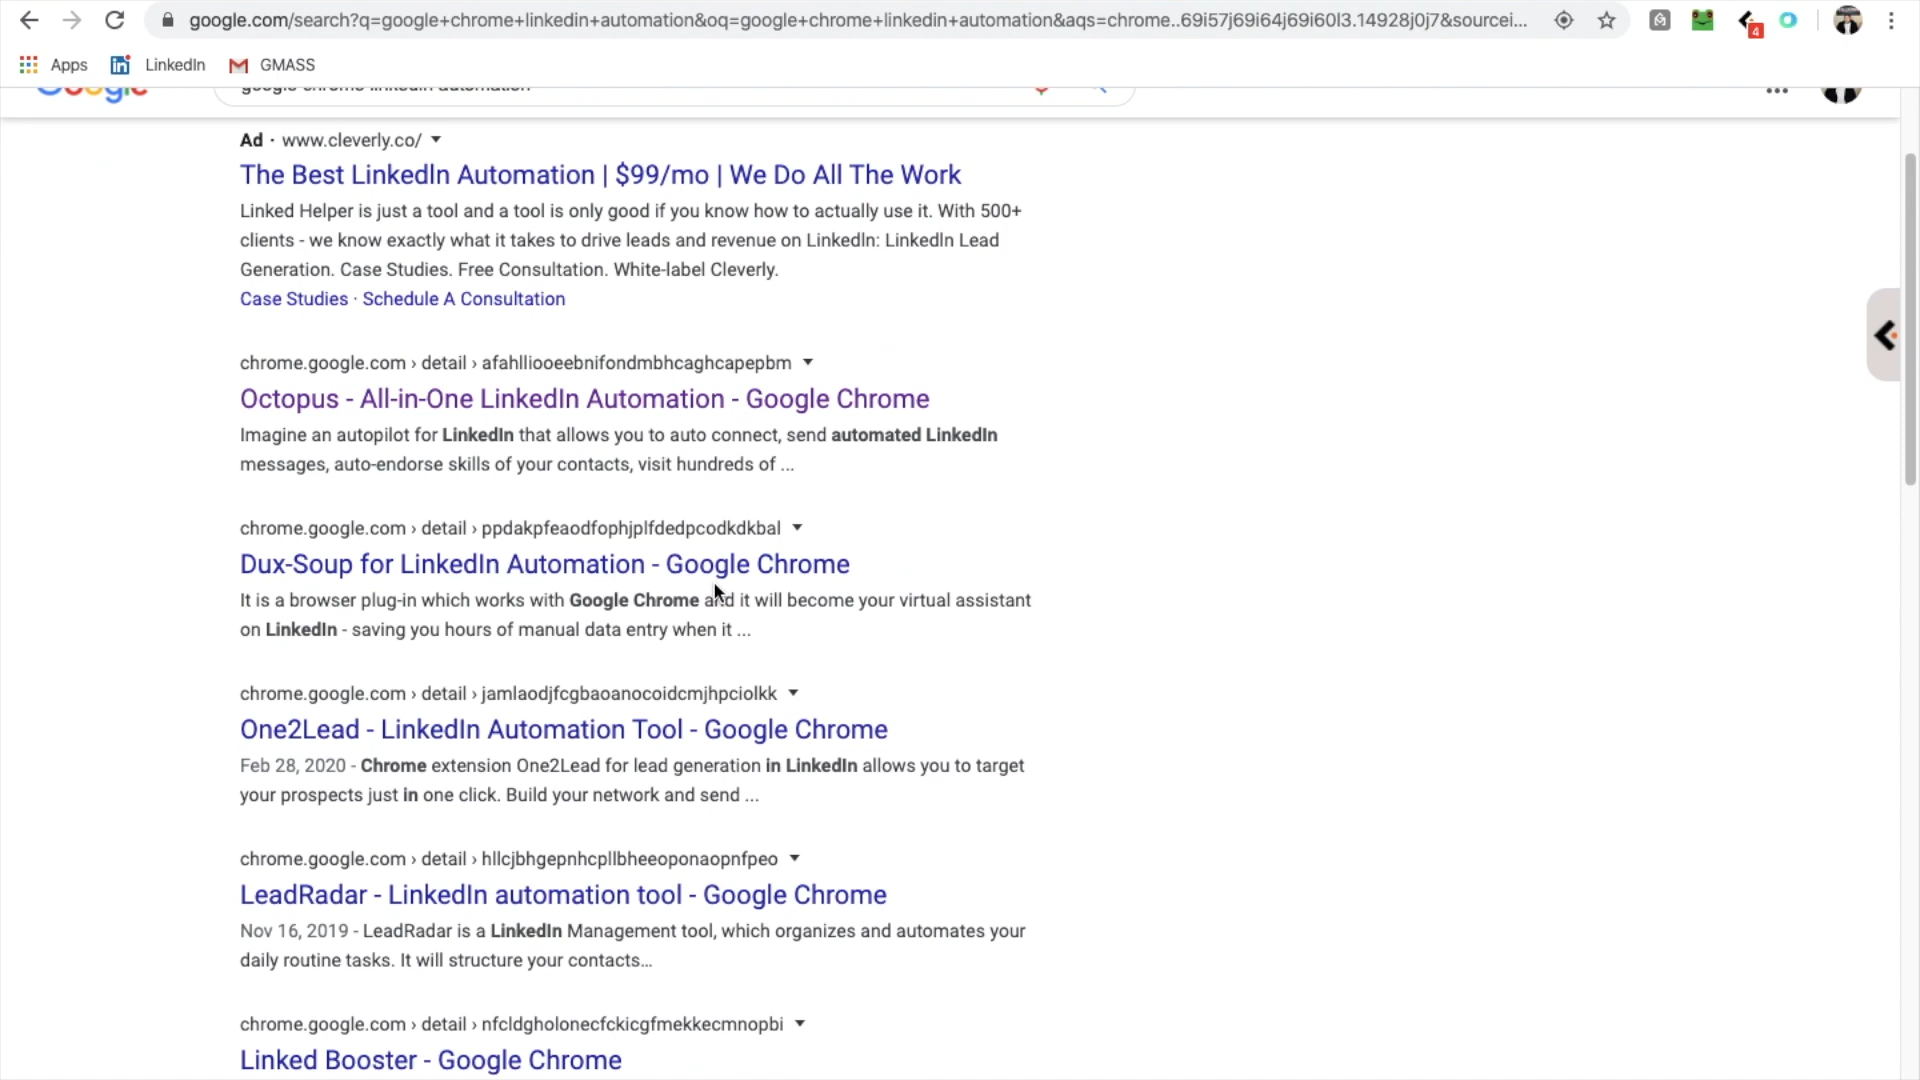 google.com/search?q=google+chrome+linkedin+automation&oq=google+chrome+linkedin+automation&aqs=chrome..69i57j69i64j69i60l3.14928j0j7&sourcei...
4
Apps LinkedIn GMASS
Google
google chrome linkedin automation
Ad · www.cleverly.co/
The Best LinkedIn Automation | $99/mo | We Do All The Work
Linked Helper is just a tool and a tool is only good if you know how to actually use it. With 500+
clients - we know exactly what it takes to drive leads and revenue on LinkedIn: LinkedIn Lead
Generation. Case Studies. Free Consultation. White-label Cleverly.
Case Studies · Schedule A Consultation
chrome.google.com › detail › afahlliooeebnifondmbhcaghcapepbm
Octopus - All-in-One LinkedIn Automation - Google Chrome
Imagine an autopilot for LinkedIn that allows you to auto connect, send automated LinkedIn
messages, auto-endorse skills of your contacts, visit hundreds of ...
chrome.google.com › detail › ppdakpfeaodfophjplfdedpcodkdkbal
Dux-Soup for LinkedIn Automation - Google Chrome
It is a browser plug-in which works with Google Chrome and it will become your virtual assistant
on LinkedIn - saving you hours of manual data entry when it ...
chrome.google.com › detail › jamlaodjfcgbaoanocoidcmjhpciolkk
One2Lead - LinkedIn Automation Tool - Google Chrome
Feb 28, 2020 - Chrome extension One2Lead for lead generation in LinkedIn allows you to target
your prospects just in one click. Build your network and send ...
chrome.google.com › detail › hllcjbhgepnhcpllbheeoponaopnfpeo
LeadRadar - LinkedIn automation tool - Google Chrome
Nov 16, 2019 - LeadRadar is a LinkedIn Management tool, which organizes and automates your
daily routine tasks. It will structure your contacts...
chrome.google.com › detail › nfcldgholonecfckicgfmekkecmnopbi
Linked Booster - Google Chrome